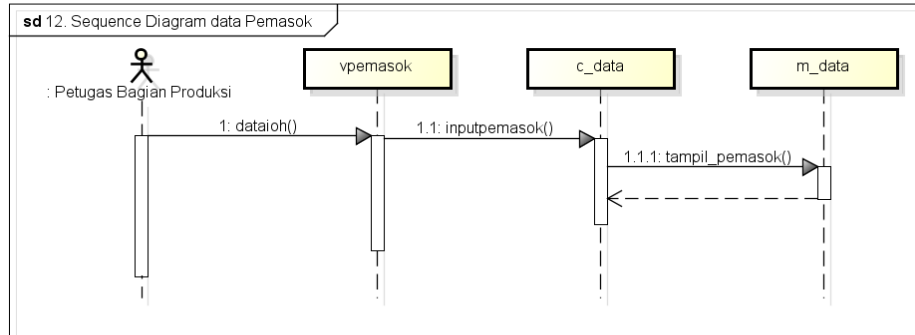 sd 12. Sequence Diagram data Pemasok
: Petugas Bagian Produksi
vpemasok
c_data
m_data
1: dataioh()
1.1: inputpemasok()
1.1.1: tampil_pemasok()